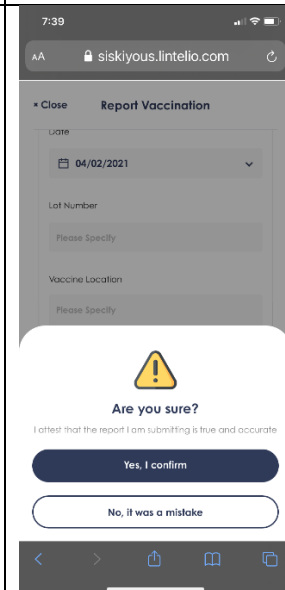 7:39
AA siskiyous.lintelio.com
× Close Report Vaccination
Date
04/02/2021
Lot Number
Please Specify
Vaccine Location
Please Specify
Are you sure?
I attest that the report I am submitting is true and accurate
Yes, I confirm
No, it was a mistake